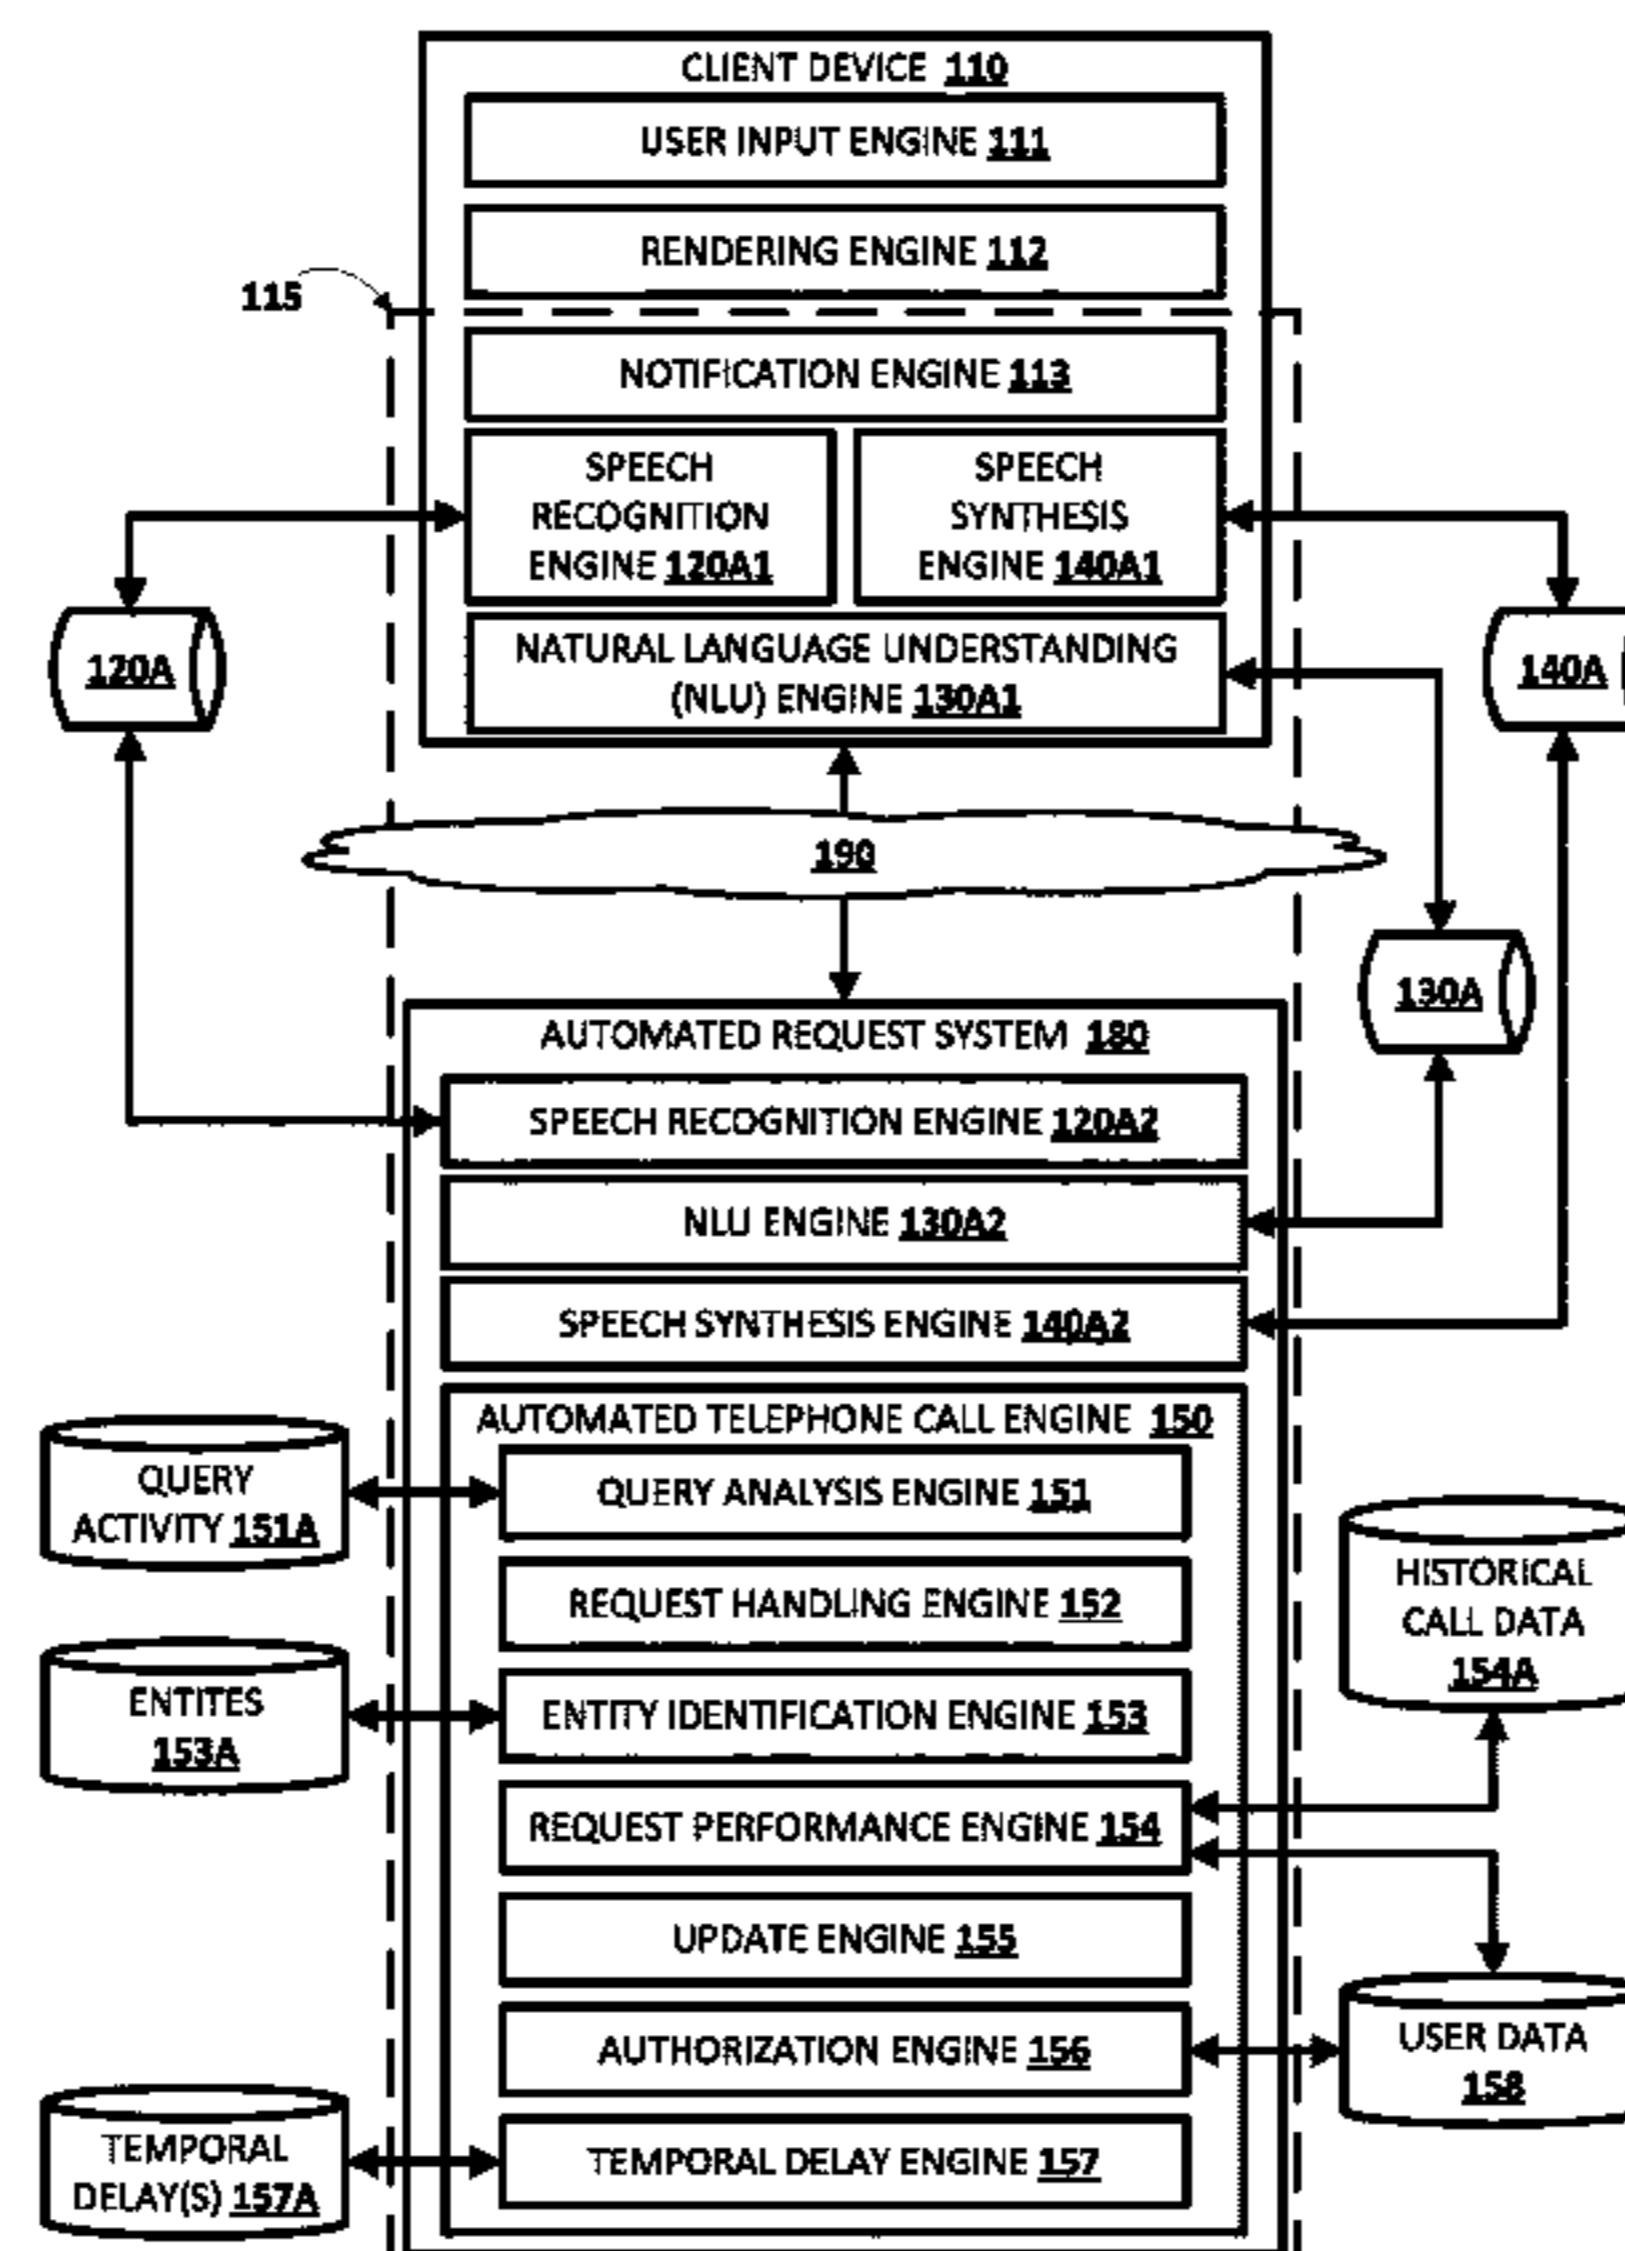 CLIENT DEVICE 110
USER INPUT ENGINE 111
RENDERING ENGINE 112
115
NOTIFICATION ENGINE 113
SPEECH
RECOGNITION
ENGINE 120A1
SPEECH
SYNTHESIS
ENGINE 140A1
120A
NATURAL LANGUAGE UNDERSTANDING
(NLU) ENGINE 130A1
140A
190
130A
AUTOMATED REQUEST SYSTEM 180
SPEECH RECOGNITION ENGINE 120A2
NLU ENGINE 130A2
SPEECH SYNTHESIS ENGINE 140A2
AUTOMATED TELEPHONE CALL ENGINE 150
QUERY
ACTIVITY 151A
QUERY ANALYSIS ENGINE 151
REQUEST HANDLING ENGINE 152
HISTORICAL
CALL DATA
154A
ENTITES
153A
ENTITY IDENTIFICATION ENGINE 153
REQUEST PERFORMANCE ENGINE 154
UPDATE ENGINE 155
AUTHORIZATION ENGINE 156
USER DATA
158
TEMPORAL
DELAY(S) 157A
TEMPORAL DELAY ENGINE 157